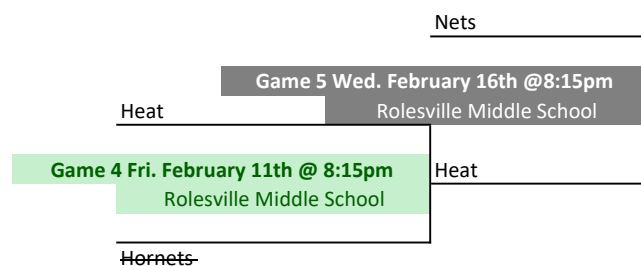 Nets
Game 5 Wed. February 16th @8:15pm
Heat
Rolesville Middle School
Game 4 Fri. February 11th @ 8:15pm
Heat
Rolesville Middle School
Hornets